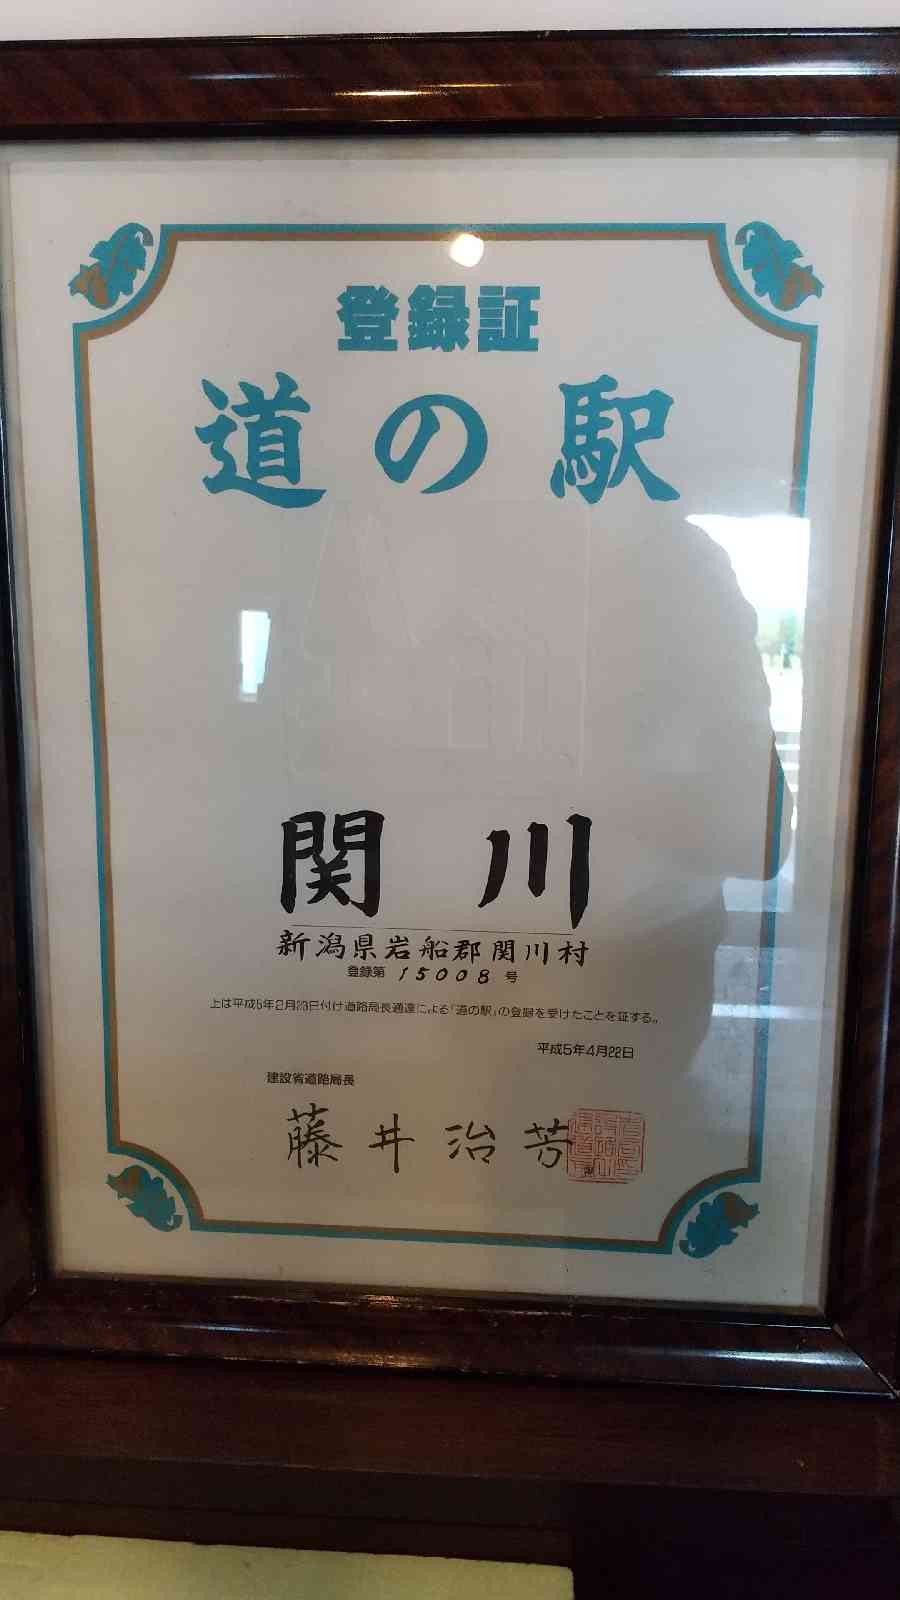 登録証
道の駅
関川
新潟県岩船郡関川村
登録第 15008 号
上は平成5年2月23日付け道路局長通達による「道の駅」の登録を受けたことを証する。
平成5年4月22日
建設省道路局長
藤井治芳